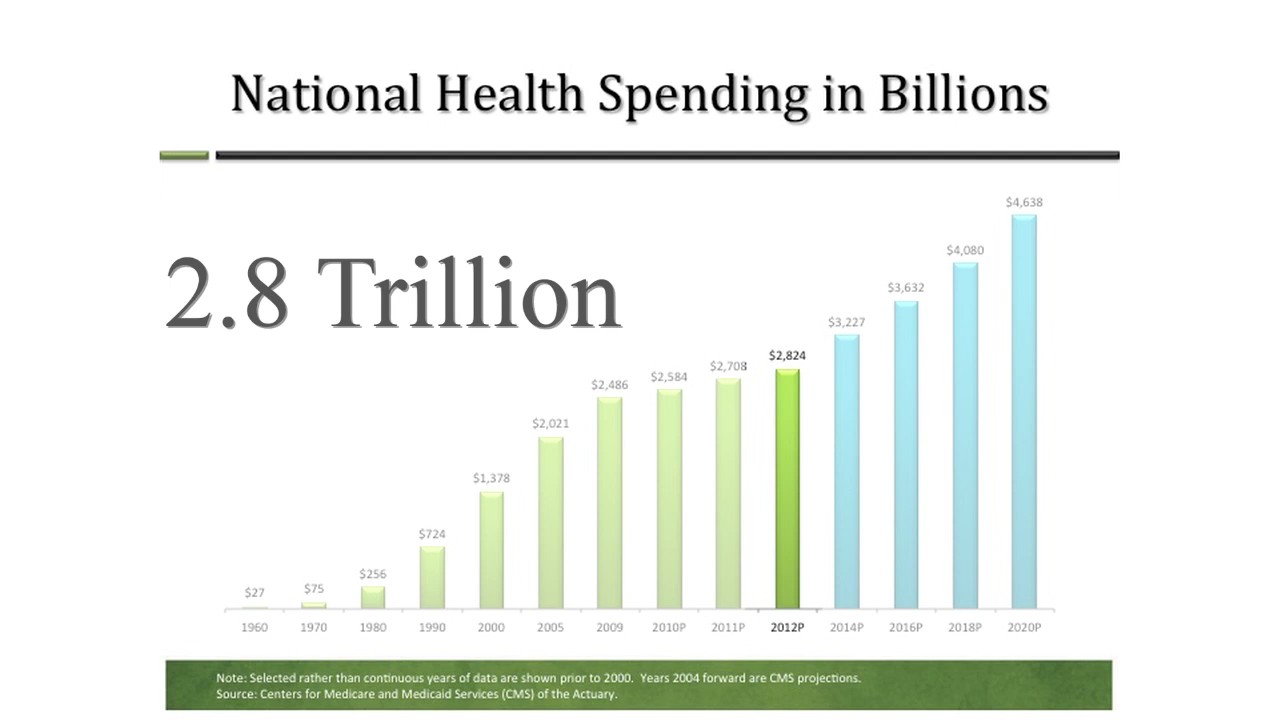 National Health Spending in Billions
2.8 Trillion
$27 $75 $256 $724 $1,378 $2,021 $2,486 $2,584 $2,708 $2,824 $3,227 $3,632 $4,080 $4,638
1960 1970 1980 1990 2000 2005 2009 2010P 2011P 2012P 2014P 2016P 2018P 2020P
Note: Selected rather than continuous years of data are shown prior to 2000. Years 2004 forward are CMS projections.
Source: Centers for Medicare and Medicaid Services (CMS) of the Actuary.